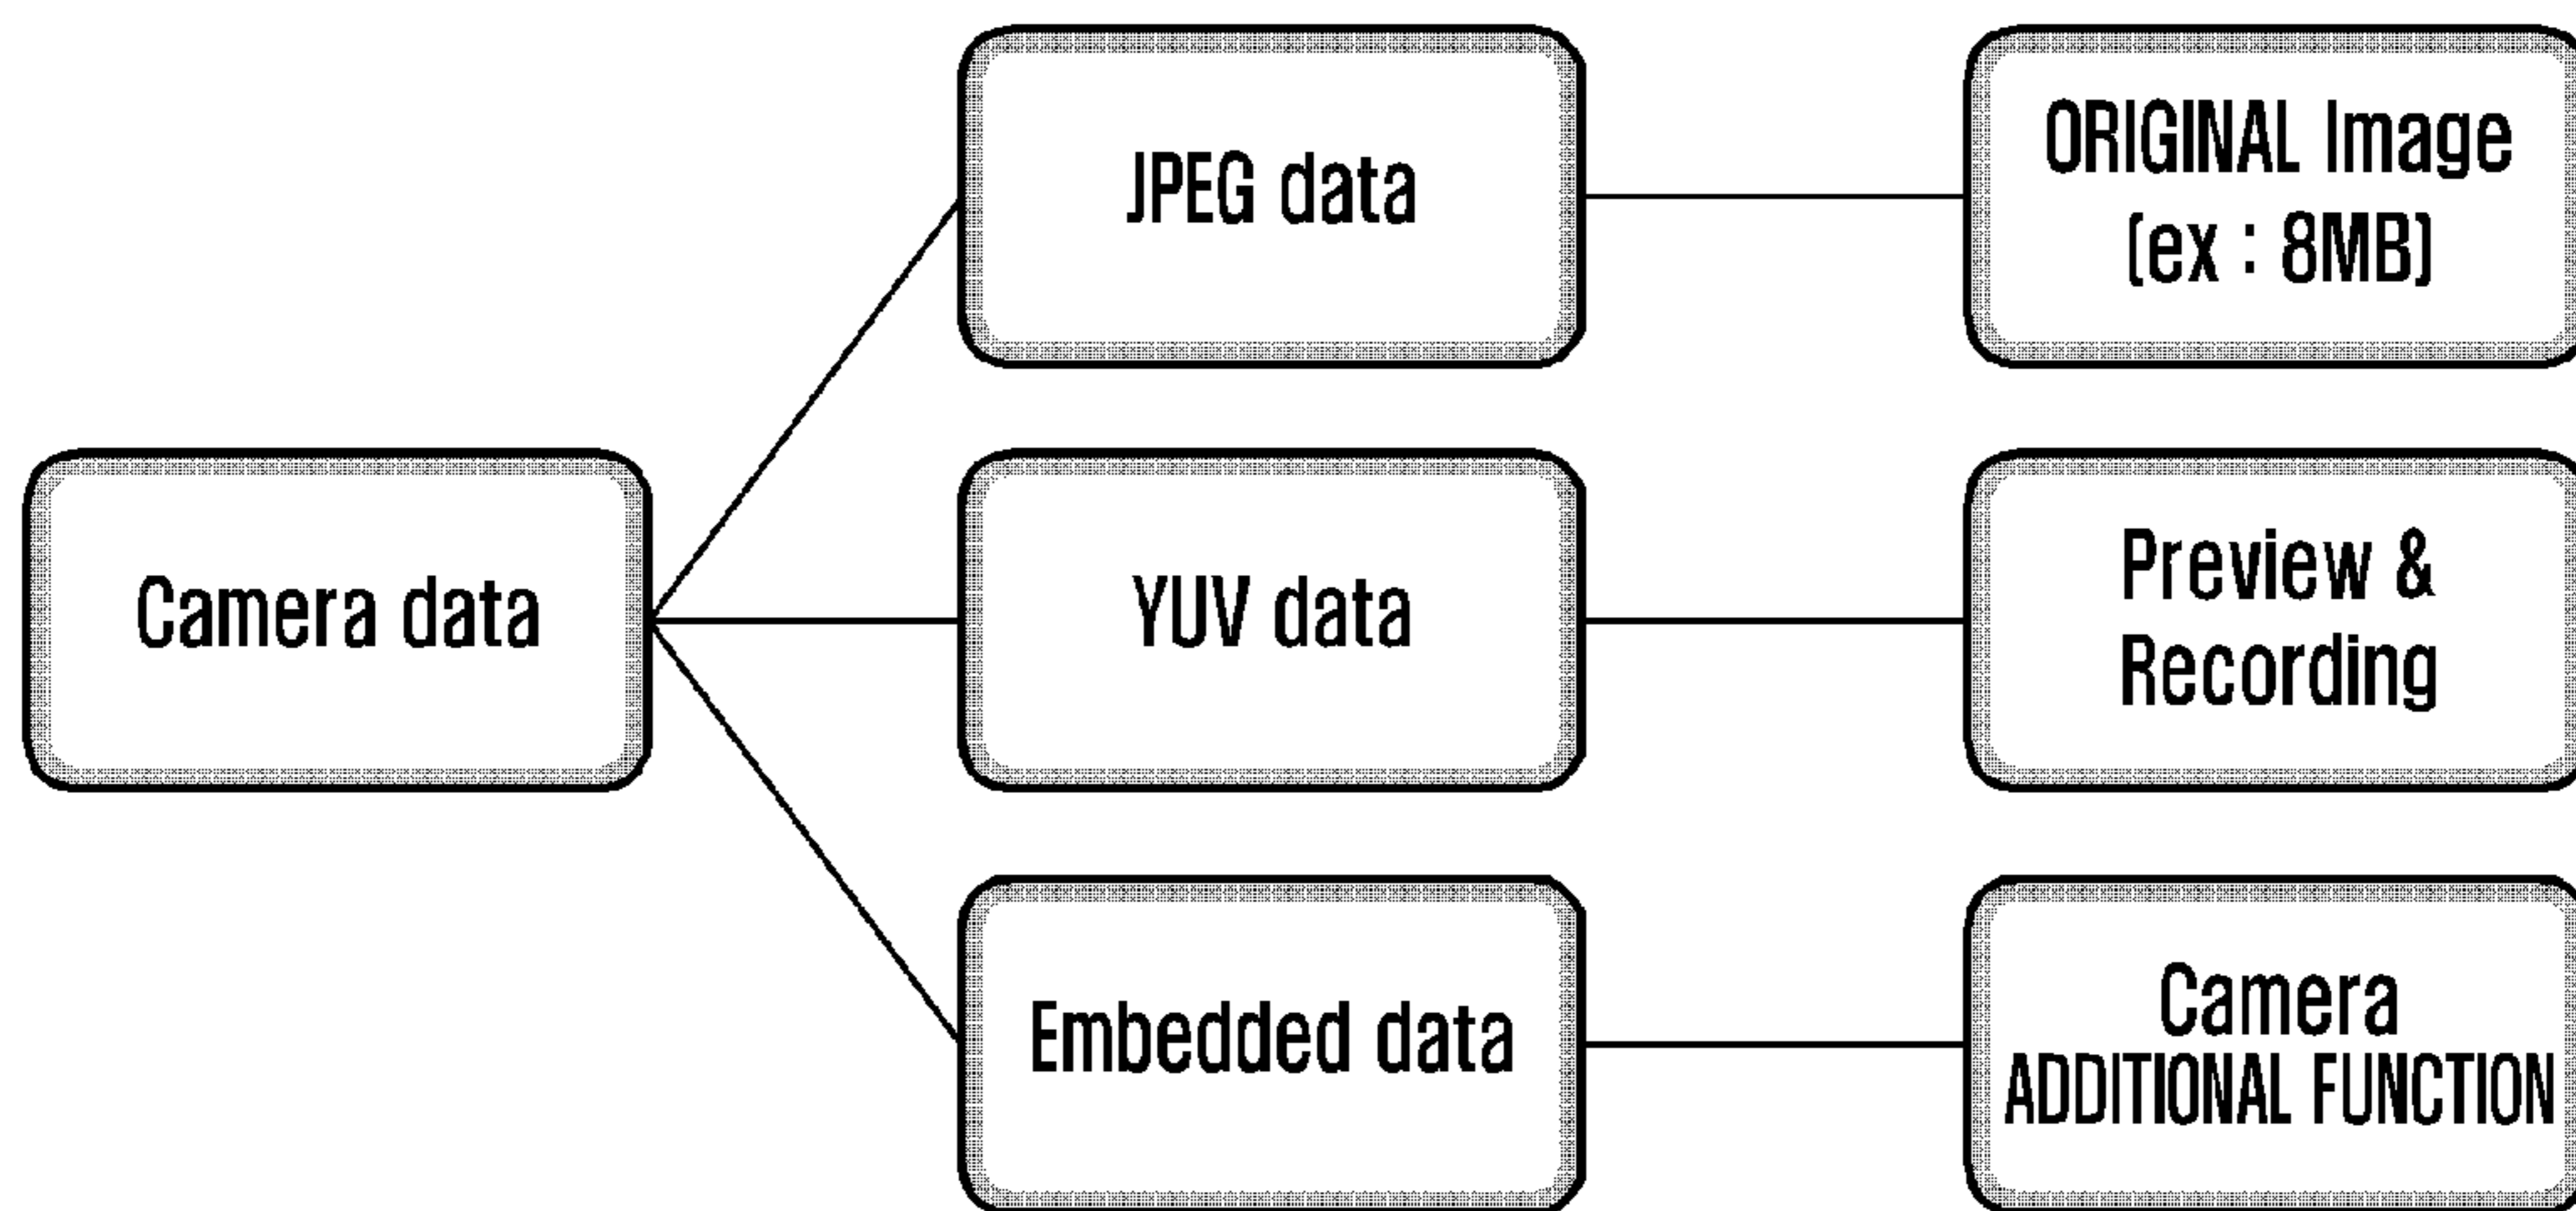 JPEG data
ORIGINAL Image
(ex : 8MB)
Camera data
YUV data
Preview &
Recording
Embedded data
Camera
ADDITIONAL FUNCTION